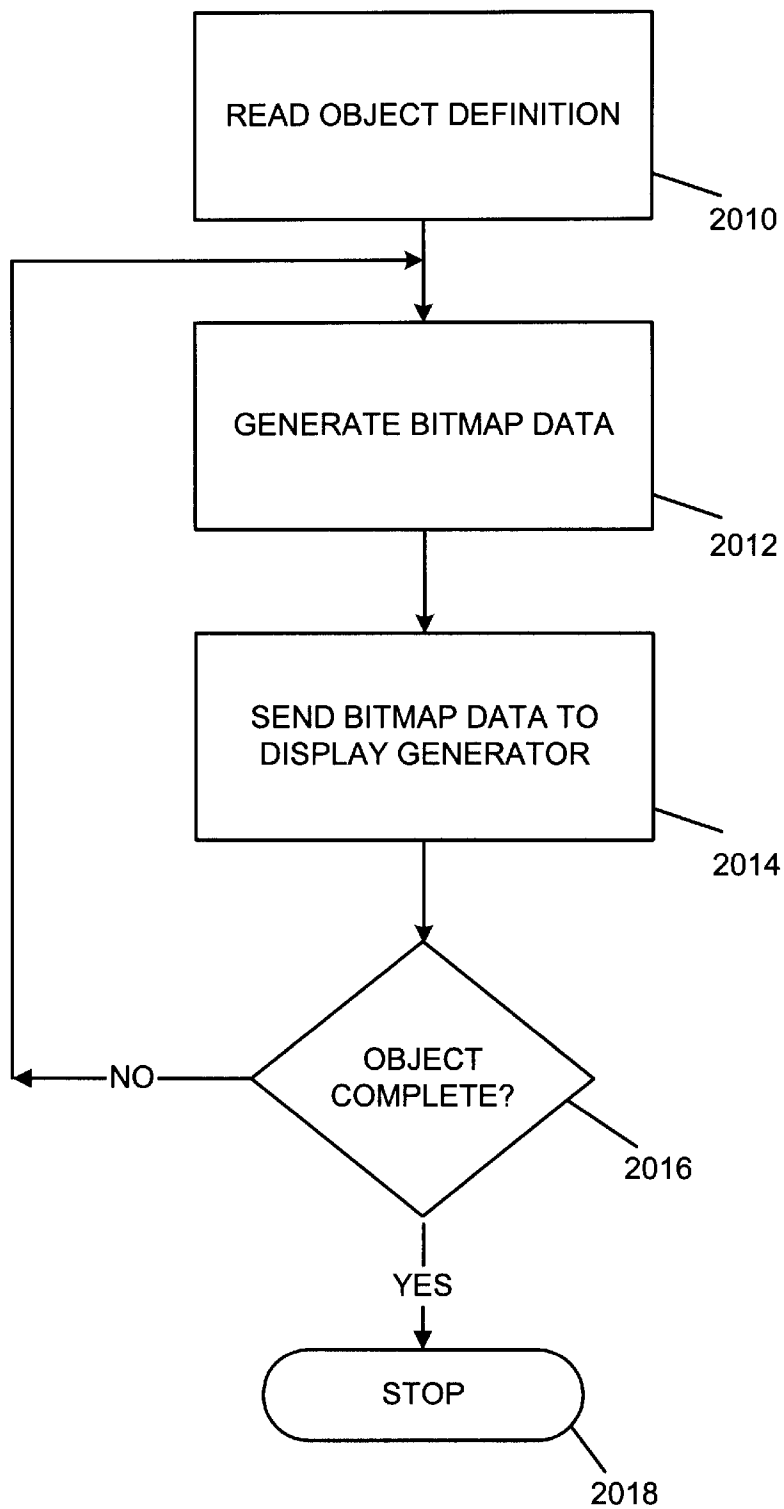 READ OBJECT DEFINITION
2010
GENERATE BITMAP DATA
2012
SEND BITMAP DATA TO
DISPLAY GENERATOR
2014
OBJECT
COMPLETE?
NO
2016
YES
STOP
2018